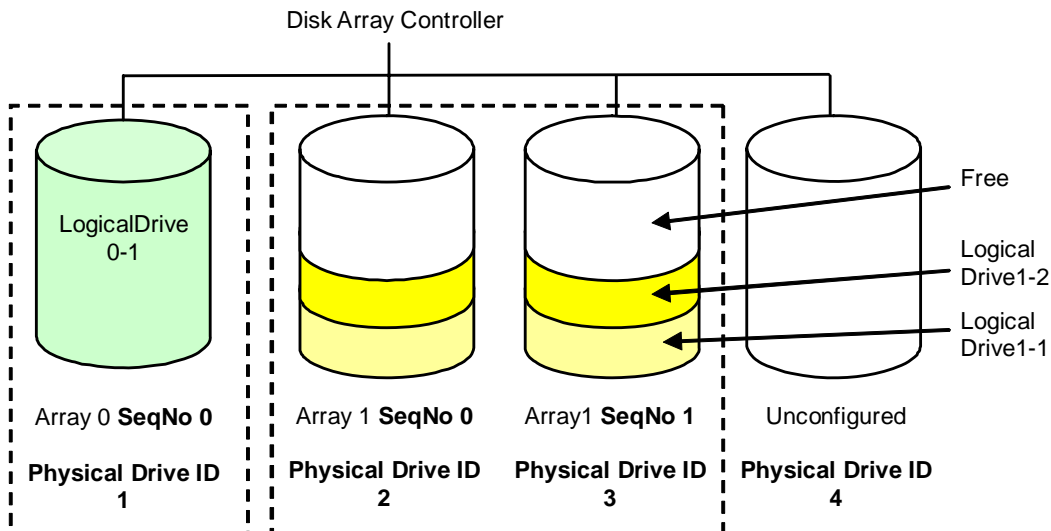 Disk Array Controller
LogicalDrive
0-1
Free
Logical
Drive1-2
Logical
Drive1-1
Array 0 SeqNo 0
Array 1 SeqNo 0
Array1 SeqNo 1
Unconfigured
Physical Drive ID
1
Physical Drive ID
2
Physical Drive ID
3
Physical Drive ID
4